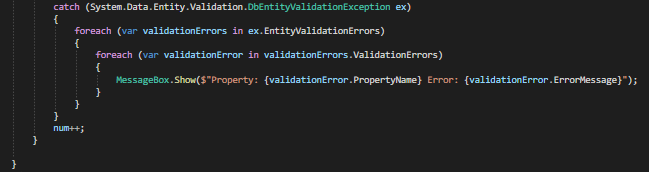 catch (System.Data.Entity.Validation.DbEntityValidationException ex)
{
foreach (var validationErrors in ex.EntityValidationErrors)
{
foreach (var validationError in validationErrors.ValidationErrors)
{
MessageBox.Show($"Property: {validationError.PropertyName} Error: {validationError.ErrorMessage}");
}
}
}
num++;
}
}